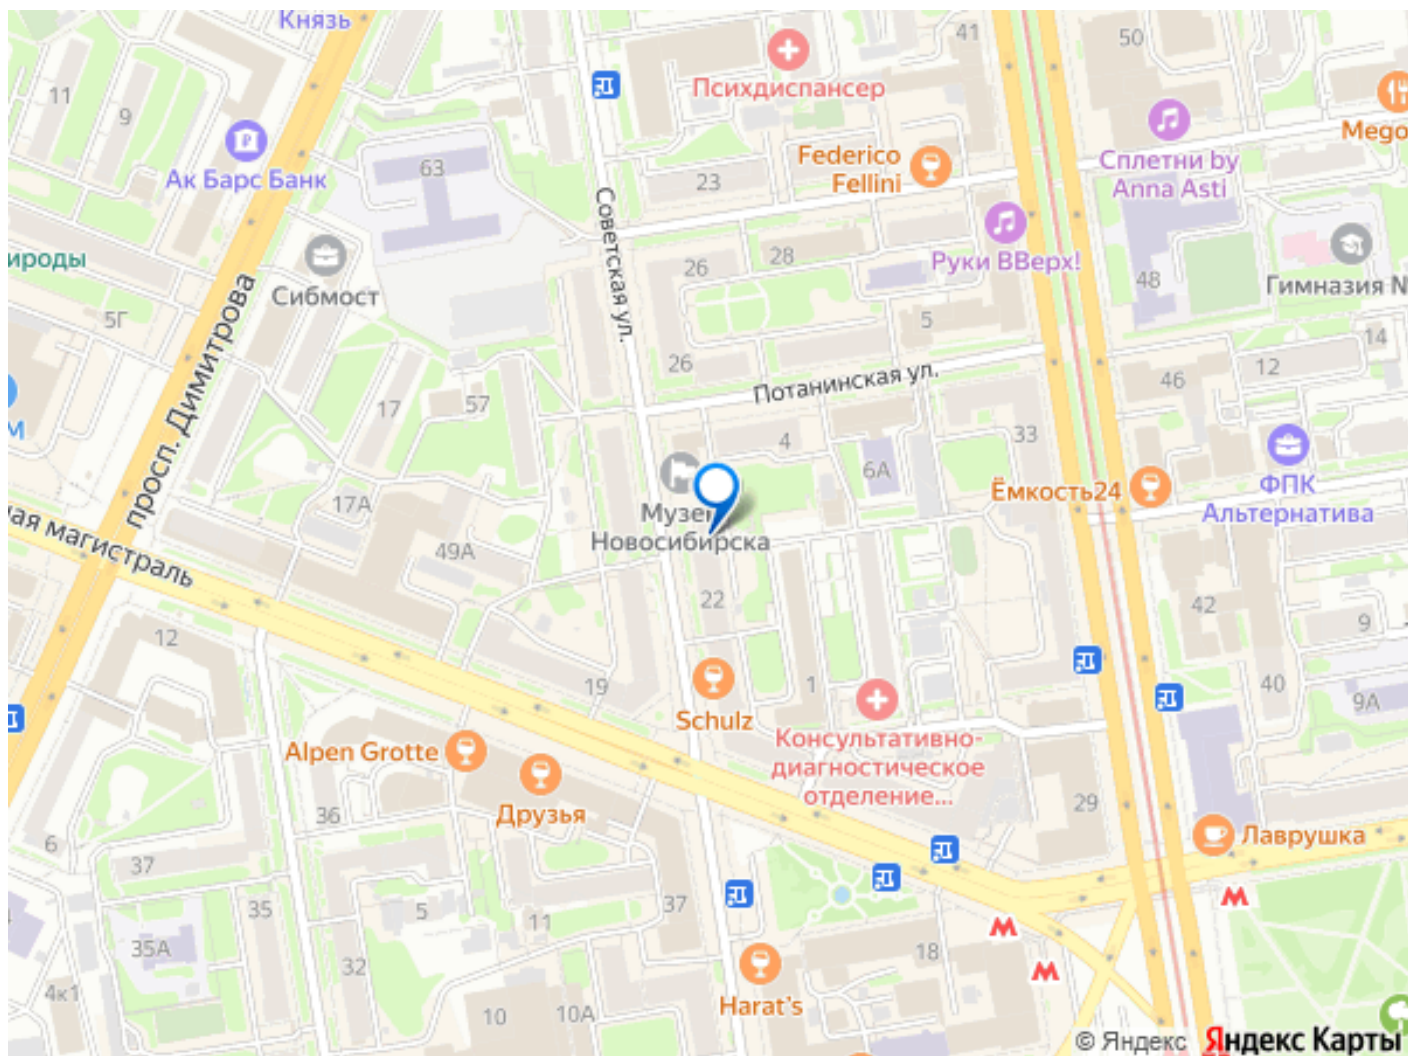 Князь
41
50
Психдиспансер
11
9
Mego
Ак Барс Банк
63
23
Federico
Fellini
Сплетни by
Anna Asti
Советская ул.
ироды
Сибмост
26
28
Руки ВВерх!
48
Гимназия N
5Г
просп. Димитрова
5
14
26
12
Потанинская ул.
46
М
17
57
4
33
6А
17А
Ёмкость24
ФПК
Альтернатива
Музей
Новосибирска
ая магистраль
49А
22
42
9
12
19
1
40
9А
Schulz
Alpen Grotte
Консультативно-
диагностическое
отделение...
Друзья
36
29
Лаврушка
6
37
35
5
11
37
35А
32
18
4к1
10
10А
Harat's
© Яндекс
Яндекс Карты